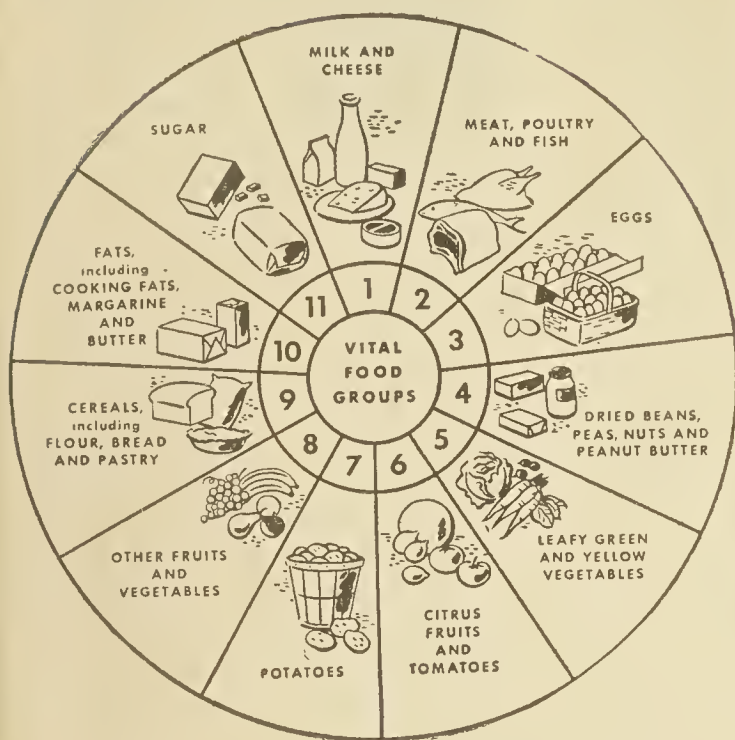 VITAL
FOOD
GROUPS
1
MILK AND
CHEESE
2
MEAT, POULTRY
AND FISH
3
EGGS
4
DRIED BEANS,
PEAS, NUTS AND
PEANUT BUTTER
5
LEAFY GREEN
AND YELLOW
VEGETABLES
6
CITRUS
FRUITS
AND
TOMATOES
7
POTATOES
8
OTHER FRUITS
AND
VEGETABLES
9
CEREALS,
including
FLOUR, BREAD
AND PASTRY
10
FATS,
including
COOKING FATS,
MARGARINE
AND
BUTTER
11
SUGAR